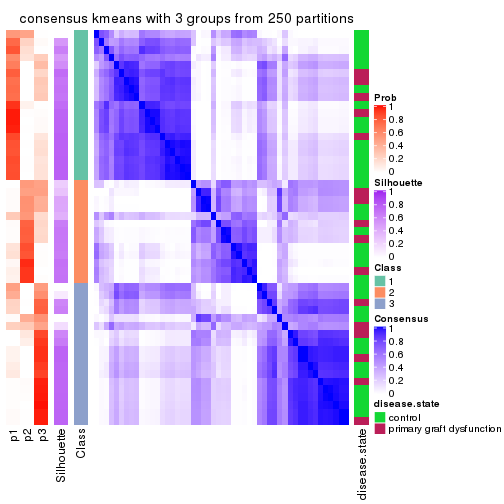 consensus kmeans with 3 groups from 250 partitions
Prob
1
0.8
0.6
0.4
0.2
0
Silhouette
1
0.8
0.6
0.4
0.2
0
Class
1
2
3
Consensus
1
0.8
0.6
0.4
0.2
0
disease.state
control
primary graft dysfunction
p1
p2
p3
Silhouette
Class
disease.state